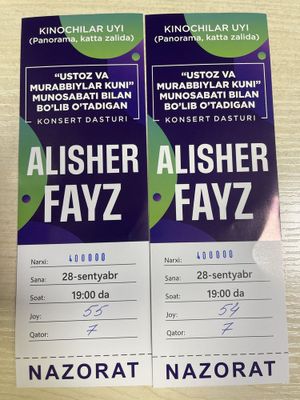 KINOCHILAR UYI
(Panorama, katta zalida)
"USTOZ VA
MURABBIYLAR KUNI"
MUNOSABATI BILAN
BO'LIB O'TADIGAN
KONSERT DASTURI
ALISHER
FAYZ
Narxi: 400000
Sana: 28-sentyabr
Soat: 19:00 da
Joy: 55
Qator: 7
NAZORAT
KINOCHILAR UYI
(Panorama, katta zalida)
"USTOZ VA
MURABBIYLAR KUNI"
MUNOSABATI BILAN
BO'LIB O'TADIGAN
KONSERT DASTURI
ALISHER
FAYZ
Narxi: 400000
Sana: 28-sentyabr
Soat: 19:00 da
Joy: 54
Qator: 7
NAZORAT